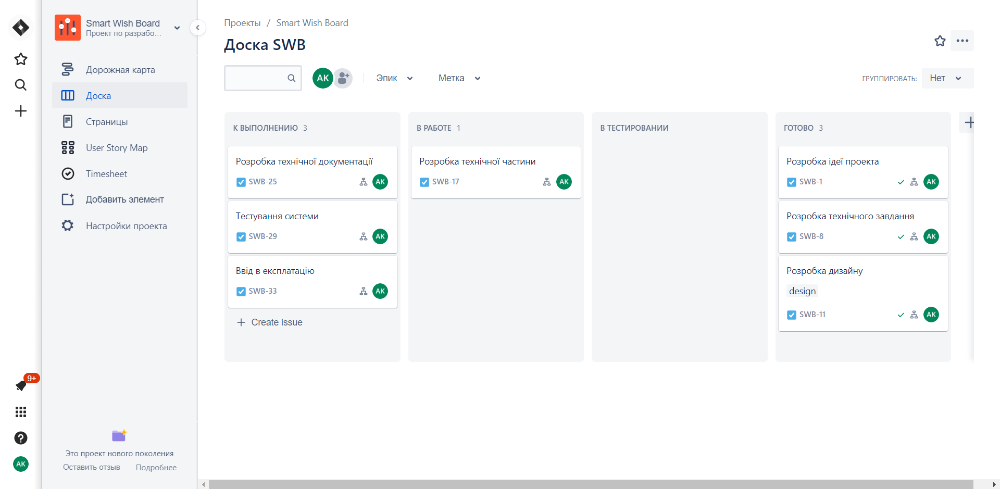 Smart Wish Board
Проект по разрабо...
Дорожная карта
Доска
Страницы
User Story Map
Timesheet
Добавить элемент
Настройки проекта
9+
?
AK
Это проект нового поколения
Оставить отзыв Подробнее
Проекты / Smart Wish Board
Доска SWB
AK
Эпик
Метка
ГРУППИРОВАТЬ:
Нет
К ВЫПОЛНЕНИЮ 3
Розробка технічної документації
SWB-25
AK
Тестування системи
SWB-29
AK
Ввід в експлатацію
SWB-33
AK
Create issue
В РАБОТЕ 1
Розробка технічної частини
SWB-17
AK
В ТЕСТИРОВАНИИ
ГОТОВО 3
Розробка ідеї проекта
SWB-1
AK
Розробка технічного завдання
SWB-8
AK
Розробка дизайну
design
SWB-11
AK